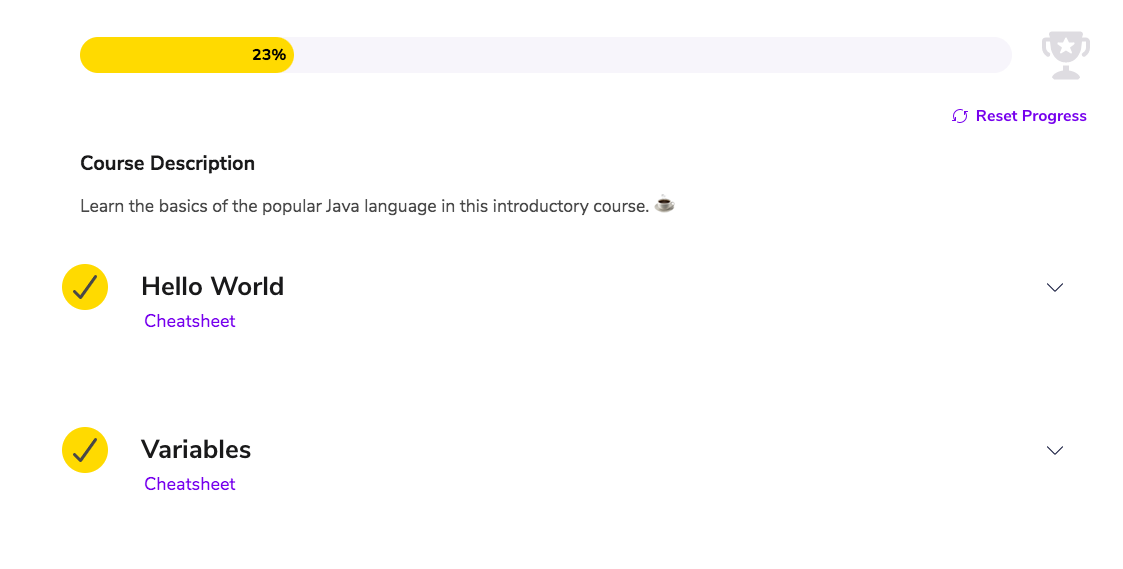 23%
Reset Progress
Course Description
Learn the basics of the popular Java language in this introductory course. ☕
Hello World
Cheatsheet
Variables
Cheatsheet